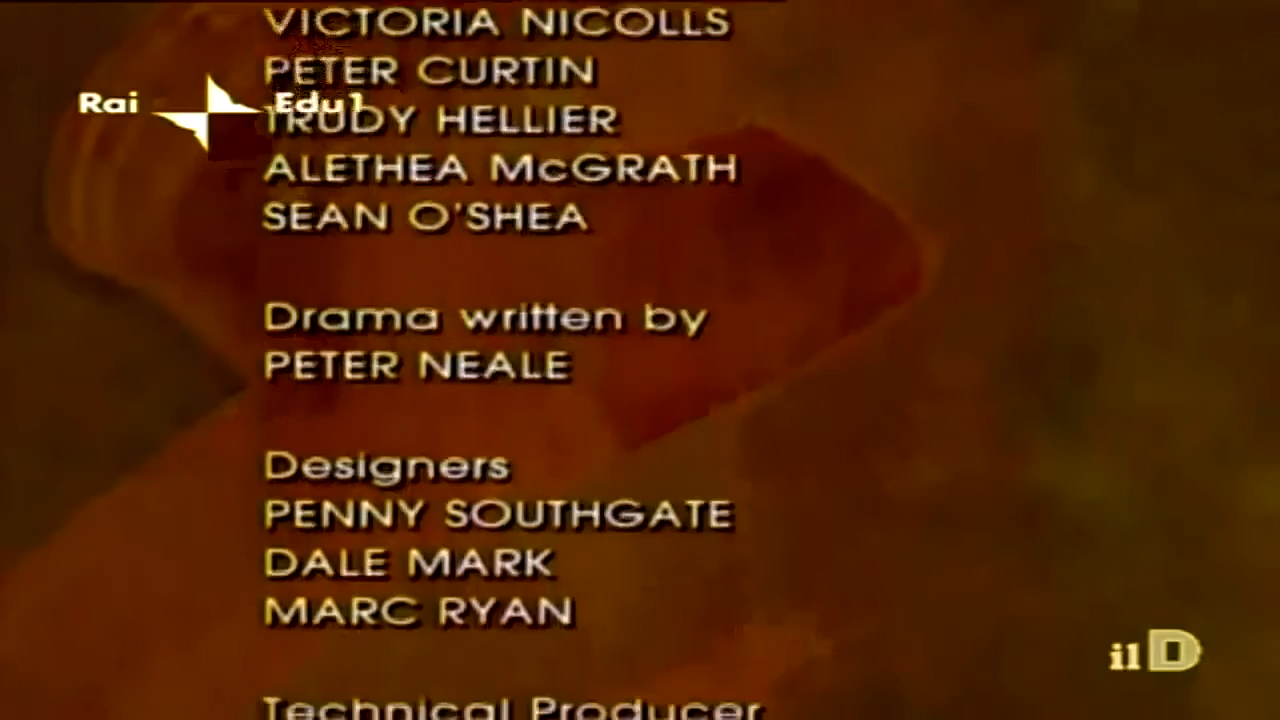 VICTORIA NICOLLS
PETER CURTIN
Rai Edu1
TRUDY HELLIER
ALETHEA McGRATH
SEAN O'SHEA
Drama written by
PETER NEALE
Designers
PENNY SOUTHGATE
DALE MARK
MARC RYAN
il D
Technical Producer